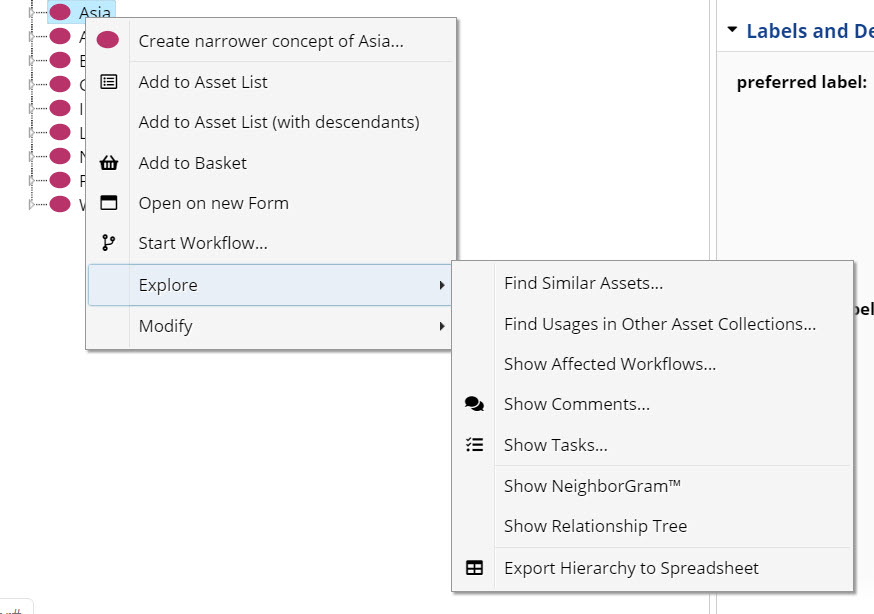 Asia
Create narrower concept of Asia...
Add to Asset List
Add to Asset List (with descendants)
Add to Basket
Open on new Form
Start Workflow...
Explore
Modify
Find Similar Assets...
Find Usages in Other Asset Collections...
Show Affected Workflows...
Show Comments...
Show Tasks...
Show NeighborGram™
Show Relationship Tree
Export Hierarchy to Spreadsheet
Labels and
preferred label: